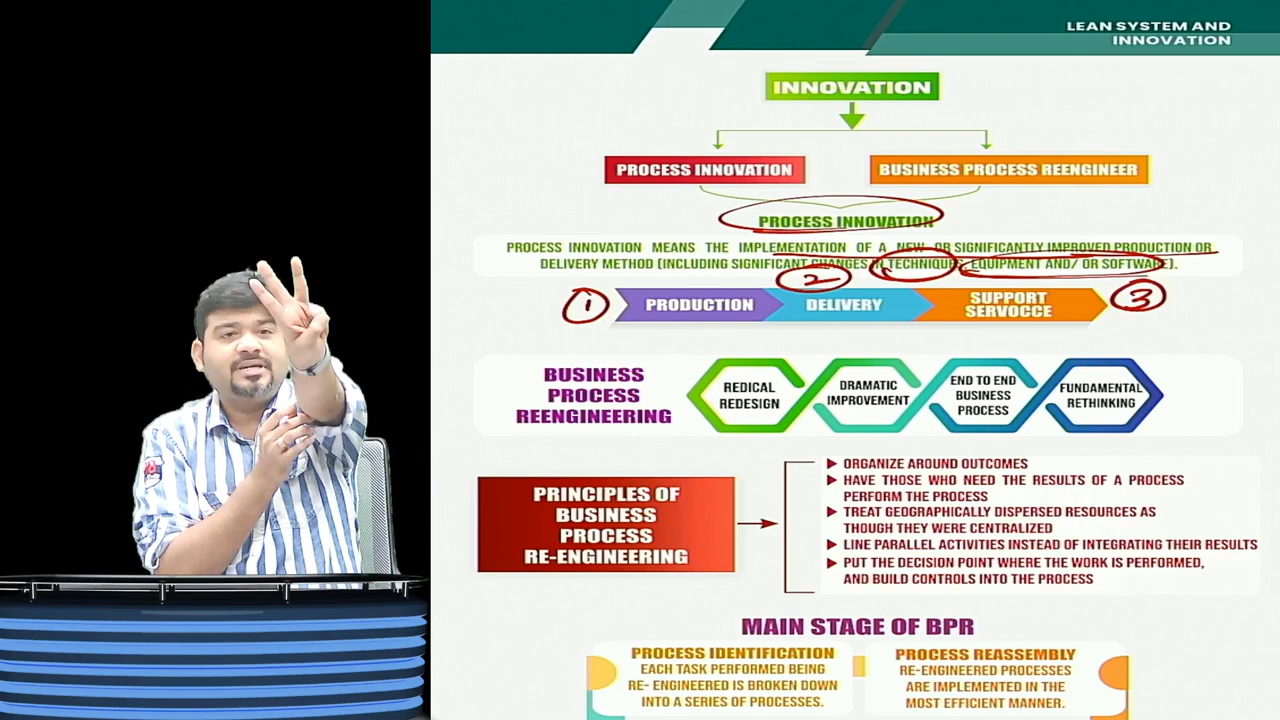 LEAN SYSTEM AND
INNOVATION
INNOVATION
PROCESS INNOVATION
BUSINESS PROCESS REENGINEER
PROCESS INNOVATION
PROCESS INNOVATION MEANS THE IMPLEMENTATION OF A NEW OR SIGNIFICANTLY IMPROVED PRODUCTION OR
DELIVERY METHOD (INCLUDING SIGNIFICANT CHANGES IN TECHNIQUES, EQUIPMENT AND/ OR SOFTWARE).
1
PRODUCTION
2
DELIVERY
SUPPORT
SERVOCCE
3
BUSINESS
PROCESS
REENGINEERING
REDICAL
REDESIGN
DRAMATIC
IMPROVEMENT
END TO END
BUSINESS
PROCESS
FUNDAMENTAL
RETHINKING
PRINCIPLES OF
BUSINESS
PROCESS
RE-ENGINEERING
ORGANIZE AROUND OUTCOMES
HAVE THOSE WHO NEED THE RESULTS OF A PROCESS
PERFORM THE PROCESS
TREAT GEOGRAPHICALLY DISPERSED RESOURCES AS
THOUGH THEY WERE CENTRALIZED
LINE PARALLEL ACTIVITIES INSTEAD OF INTEGRATING THEIR RESULTS
PUT THE DECISION POINT WHERE THE WORK IS PERFORMED,
AND BUILD CONTROLS INTO THE PROCESS
MAIN STAGE OF BPR
PROCESS IDENTIFICATION
EACH TASK PERFORMED BEING
RE- ENGINEERED IS BROKEN DOWN
INTO A SERIES OF PROCESSES.
PROCESS REASSEMBLY
RE-ENGINEERED PROCESSES
ARE IMPLEMENTED IN THE
MOST EFFICIENT MANNER.